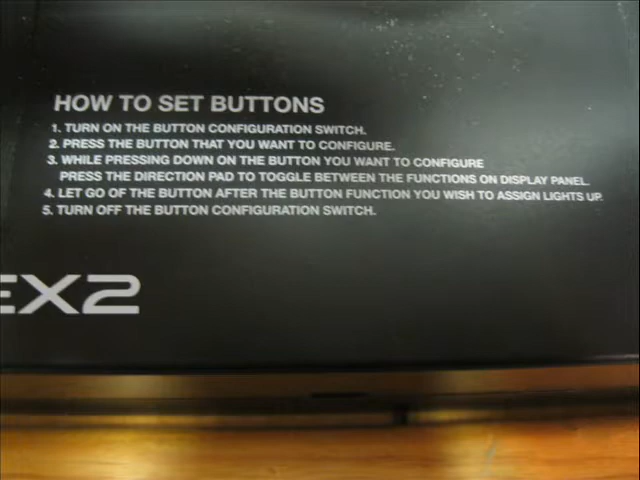 HOW TO SET BUTTONS
1. TURN ON THE BUTTON CONFIGURATION SWITCH.
2. PRESS THE BUTTON THAT YOU WANT TO CONFIGURE.
3. WHILE PRESSING DOWN ON THE BUTTON YOU WANT TO CONFIGURE
PRESS THE DIRECTION PAD TO TOGGLE BETWEEN THE FUNCTIONS ON DISPLAY PANEL.
4. LET GO OF THE BUTTON AFTER THE BUTTON FUNCTION YOU WISH TO ASSIGN LIGHTS UP.
5. TURN OFF THE BUTTON CONFIGURATION SWITCH.
EX2